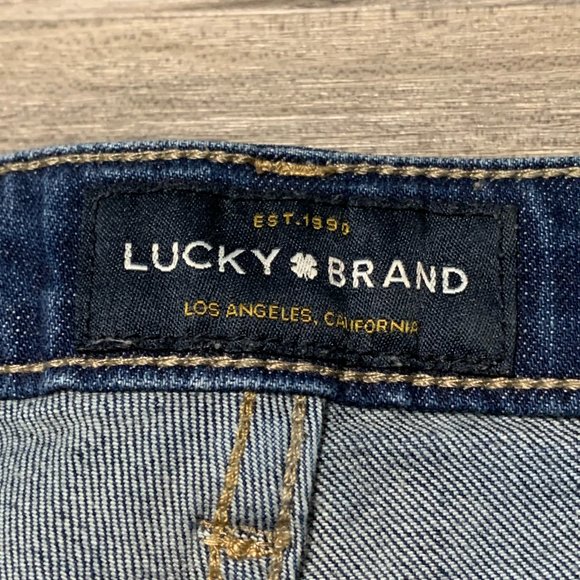 EST. 1990
LUCKY BRAND
LOS ANGELES, CALIFORNIA